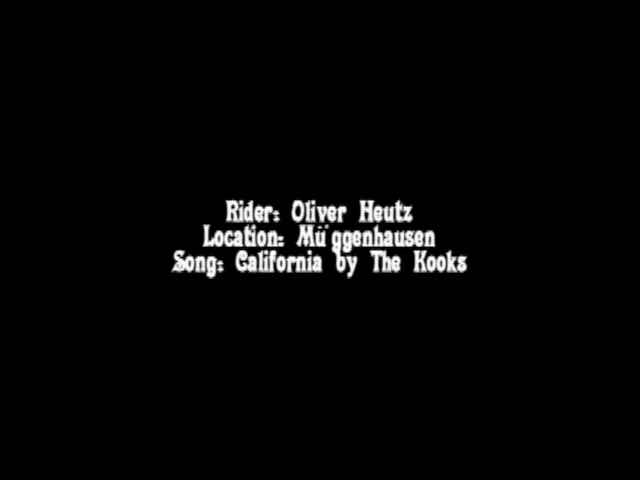 Rider: Oliver Heutz
Location: Müggenhausen
Song: California by The Kooks